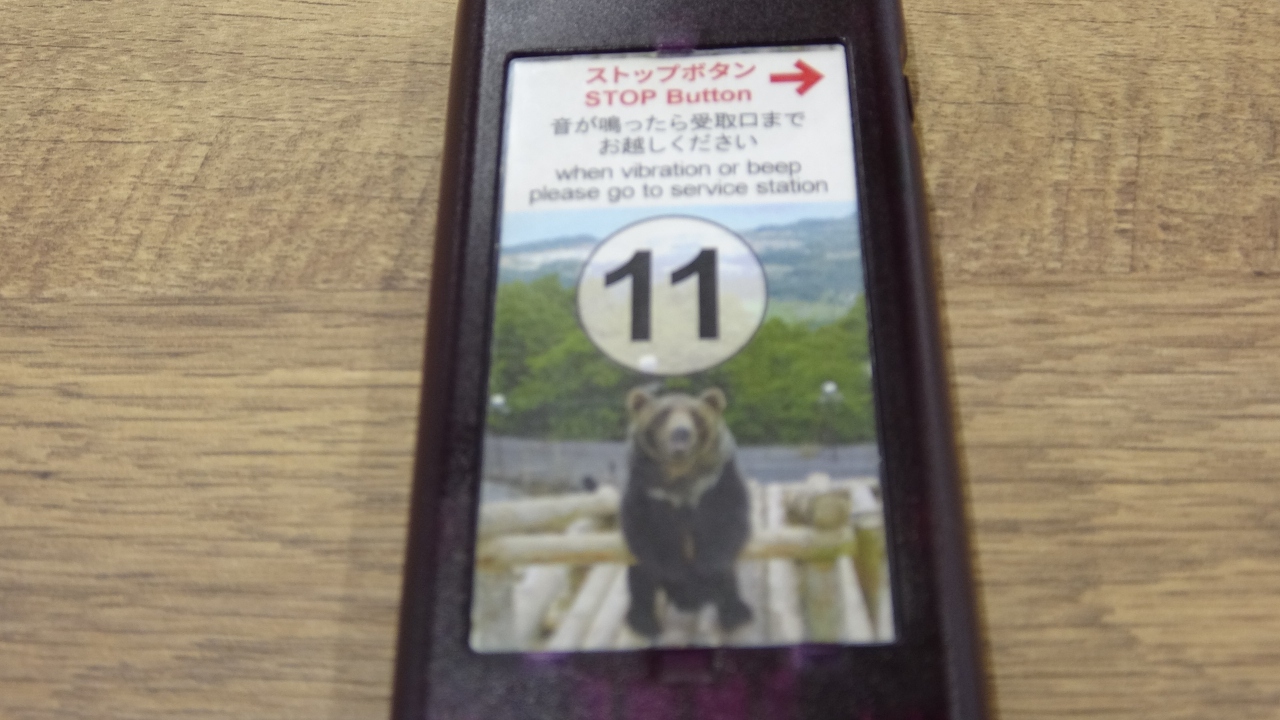 ストップボタン
STOP Button
音が鳴ったら受取口まで
お越しください
when vibration or beep
please go to service station
11